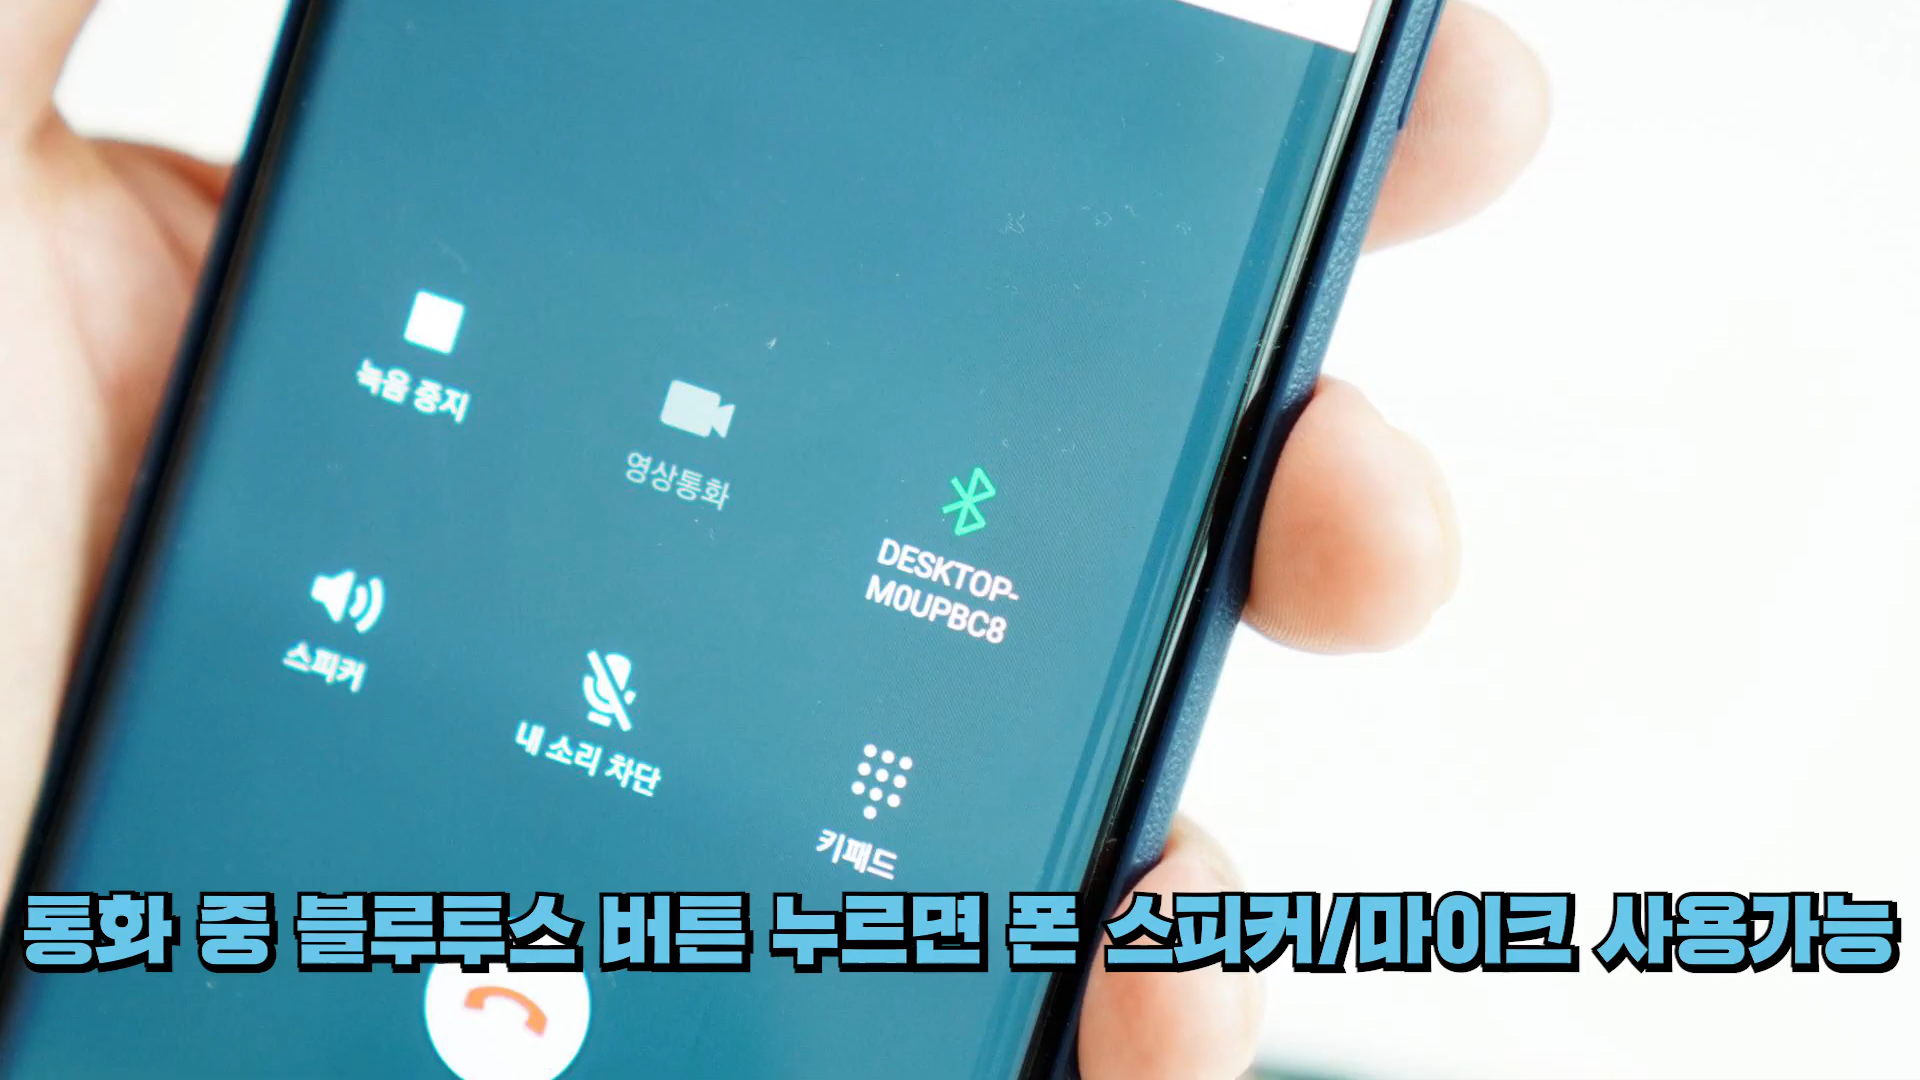 녹음 중지
영상통화
DESKTOP-
M0UPBC8
스피커
내 소리 차단
키패드
통화 중 블루투스 버튼 누르면 폰 스피커/마이크 사용가능